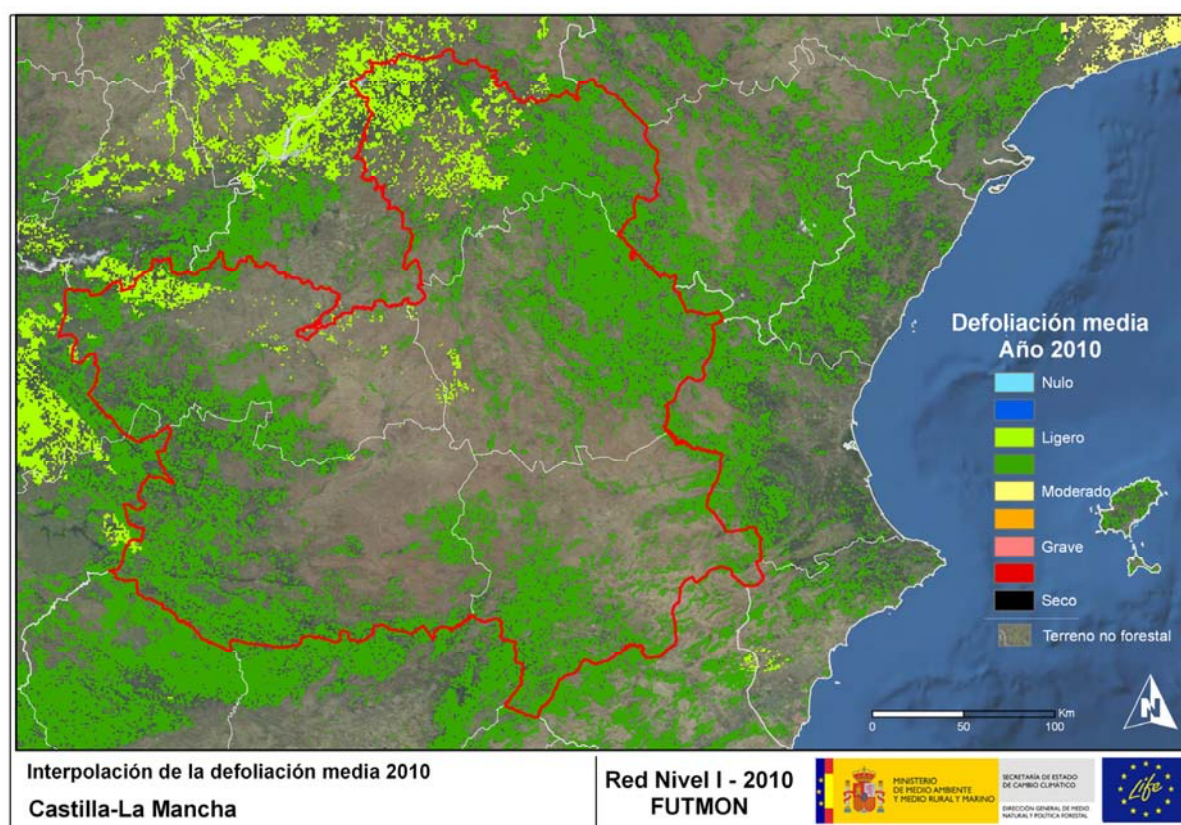 Defoliación media
Año 2010
Nulo
Ligero
Moderado
Grave
Seco
Terreno no forestal
N
Km
0 50 100
Interpolación de la defoliación media 2010
Castilla-La Mancha
Red Nivel I - 2010
FUTMON
MINISTERIO
DE MEDIO AMBIENTE
Y MEDIO RURAL Y MARINO
SECRETARÍA DE ESTADO
DE CAMBIO CLIMÁTICO
DIRECCIÓN GENERAL DE MEDIO
NATURAL Y POLÍTICA FORESTAL
Life